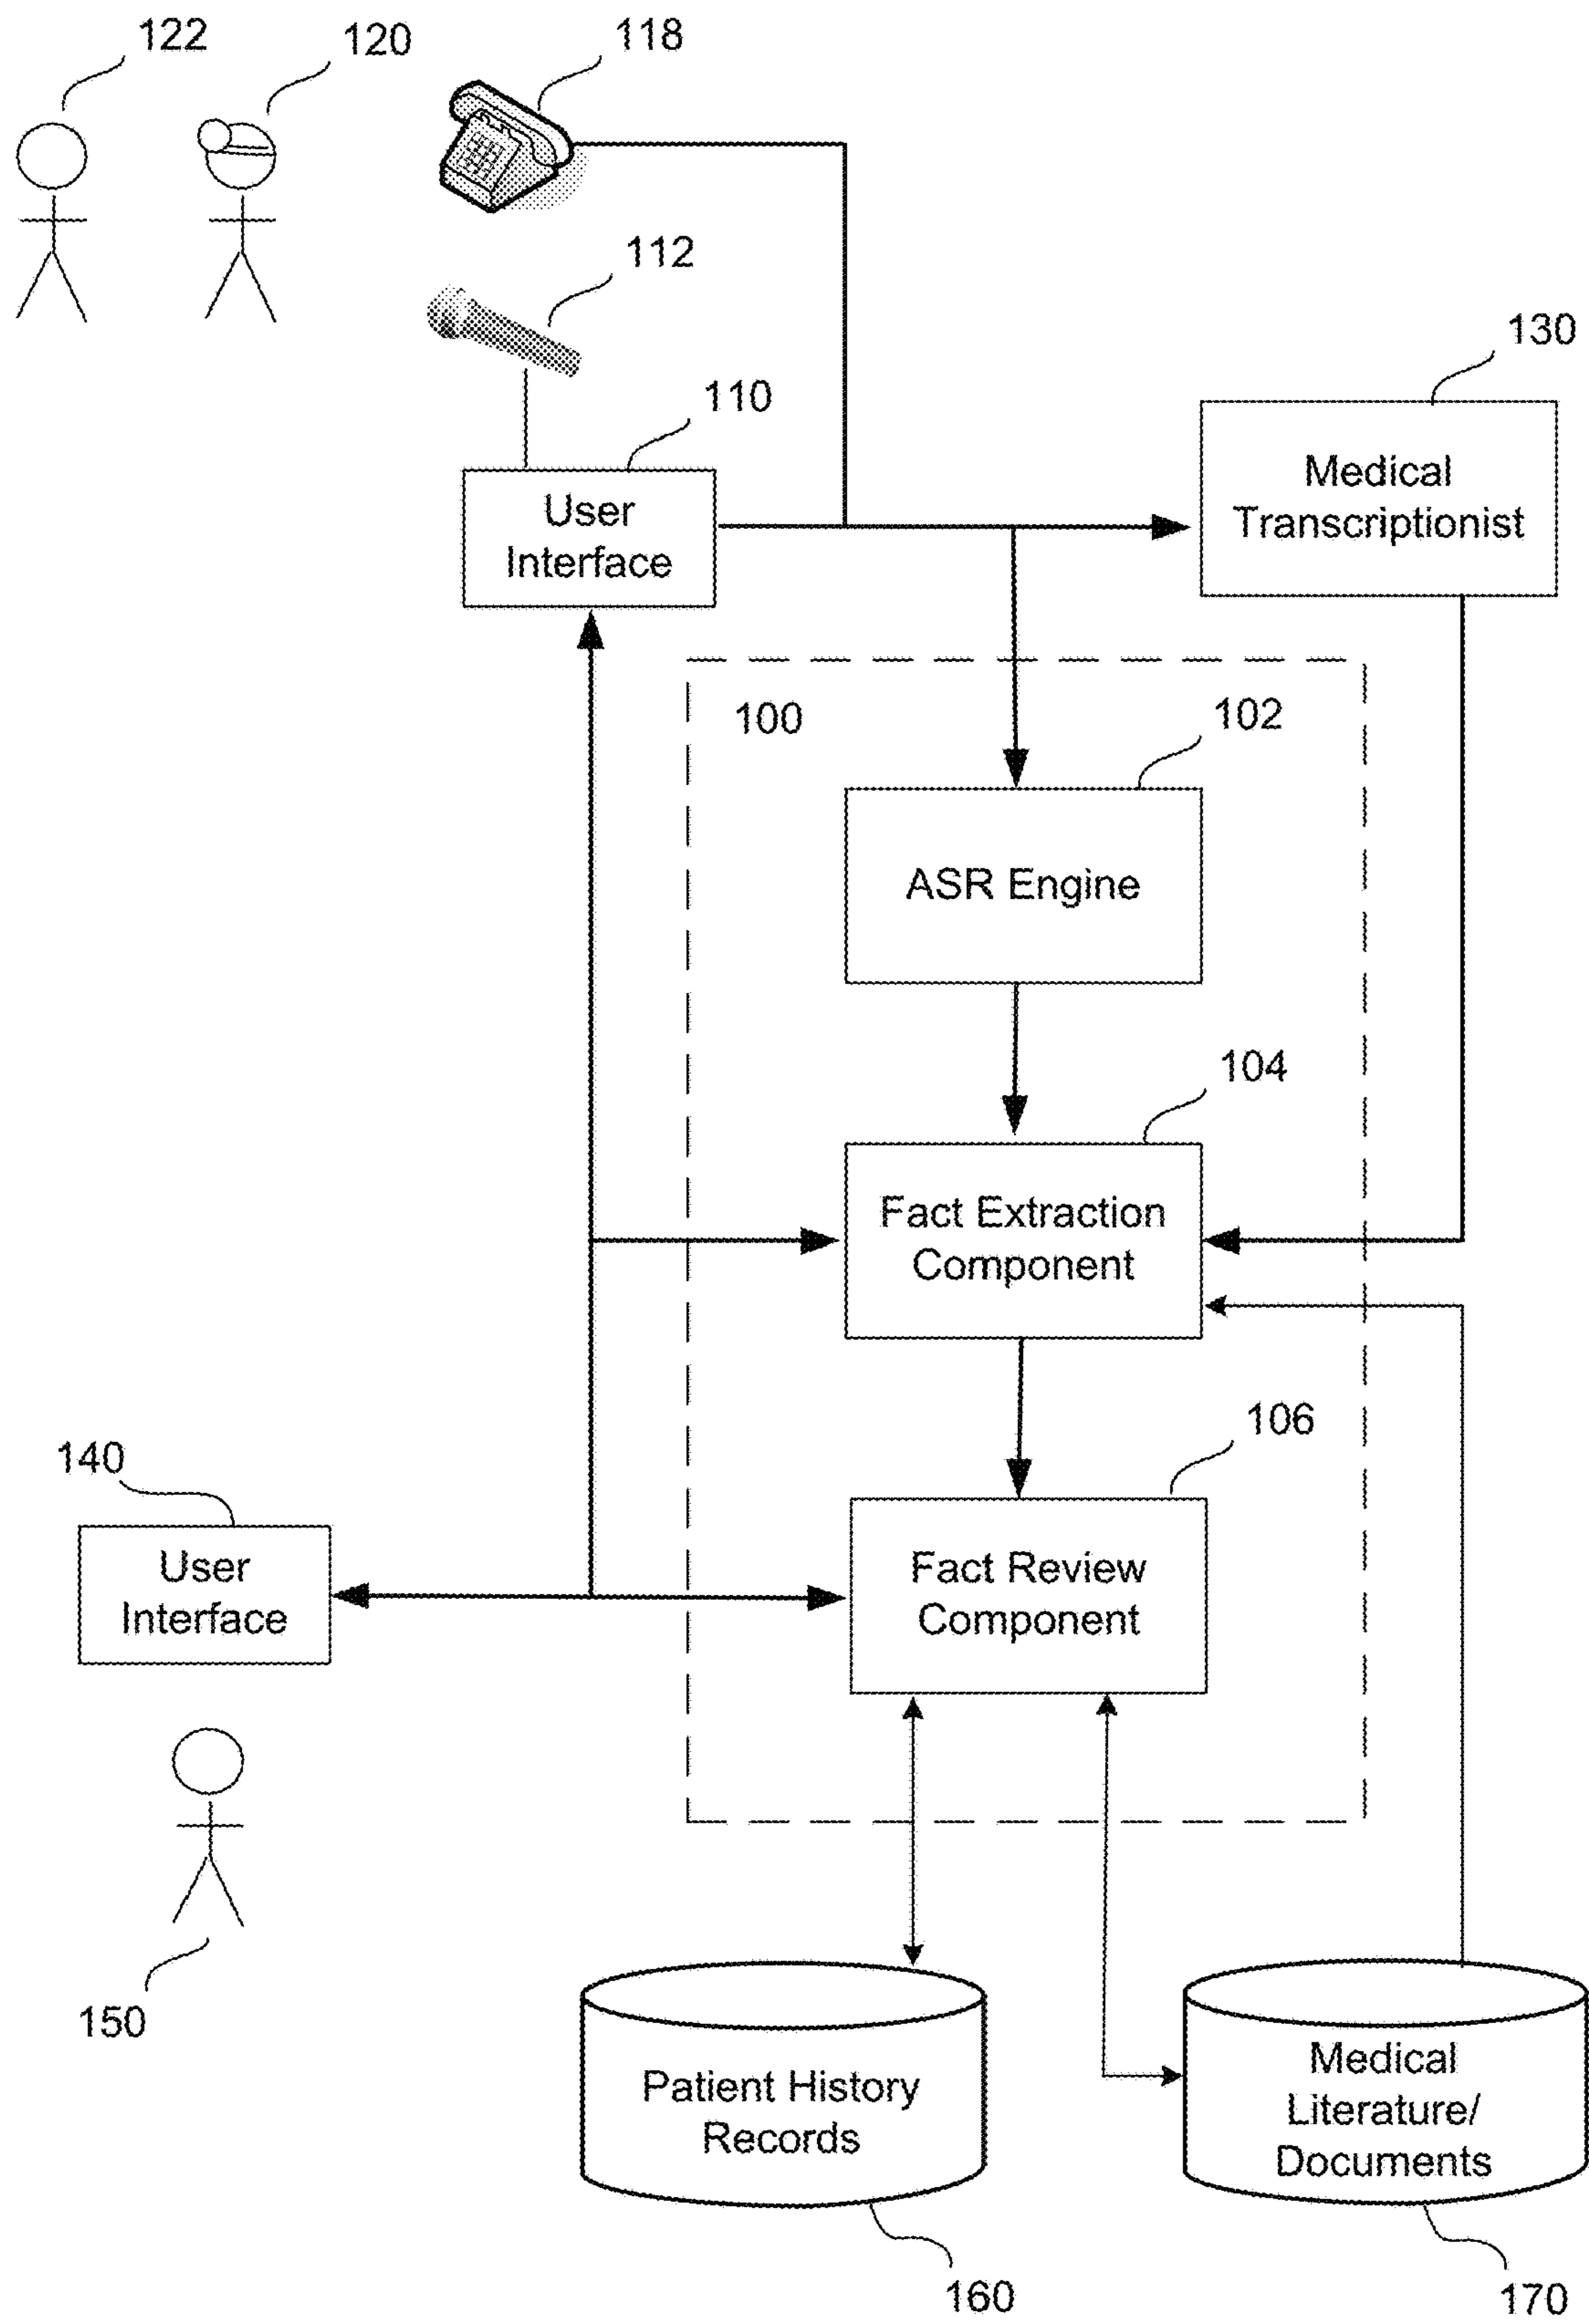 122
120
118
112
110
130
User
Interface
Medical
Transcriptionist
100
102
ASR Engine
104
Fact Extraction
Component
106
140
User
Interface
Fact Review
Component
150
Patient History
Records
Medical
Literature/
Documents
160
170